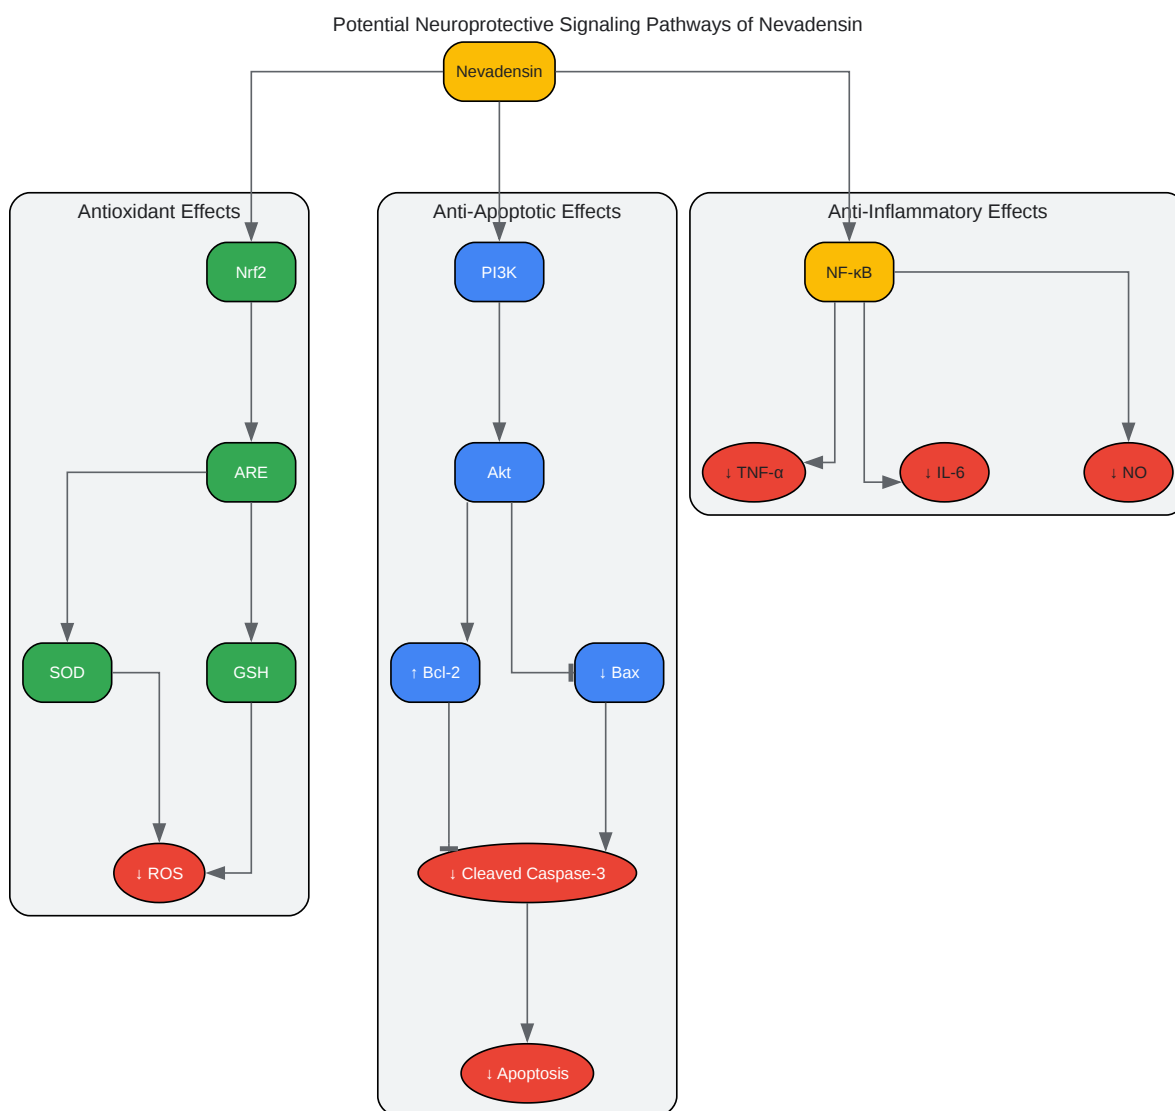 Potential Neuroprotective Signaling Pathways of Nevadensin
Nevadensin
Antioxidant Effects
Nrf2
ARE
SOD
GSH
↓ ROS
Anti-Apoptotic Effects
PI3K
Akt
↑ Bcl-2
↓ Bax
↓ Cleaved Caspase-3
↓ Apoptosis
Anti-Inflammatory Effects
NF-κB
↓ TNF-α
↓ IL-6
↓ NO